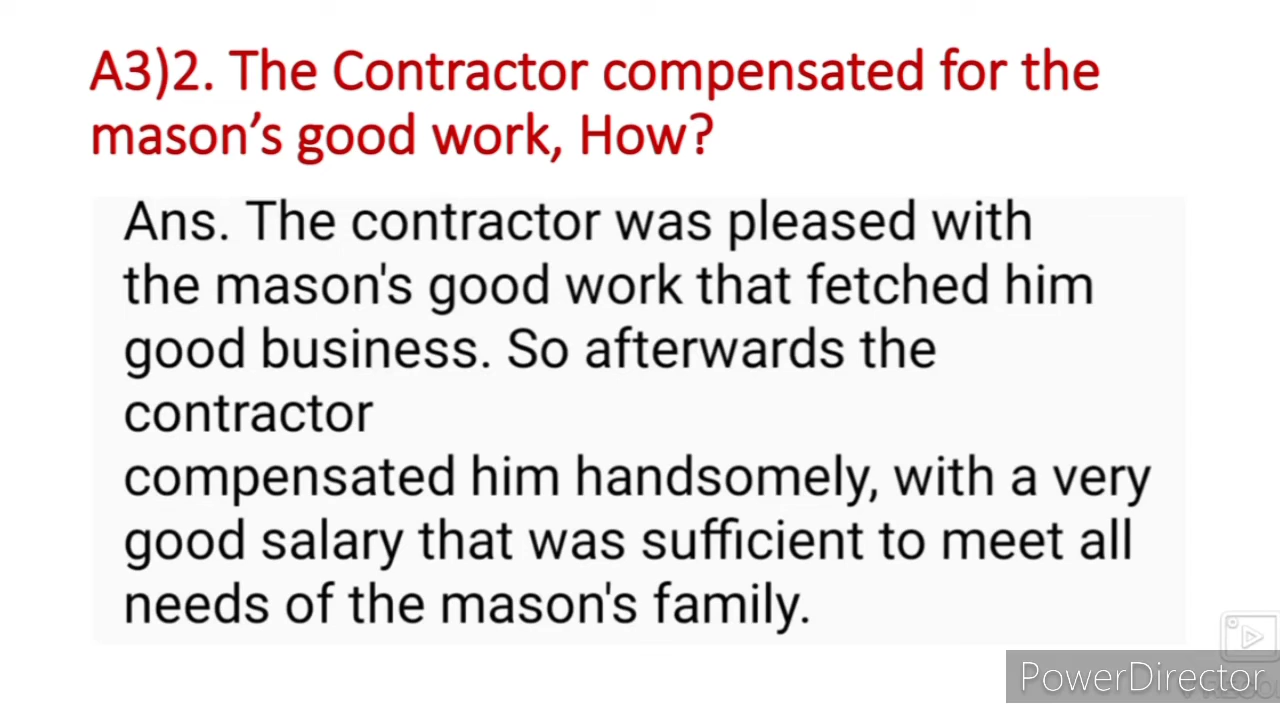 A3)2. The Contractor compensated for the
mason's good work, How?
Ans. The contractor was pleased with
the mason's good work that fetched him
good business. So afterwards the
contractor
compensated him handsomely, with a very
good salary that was sufficient to meet all
needs of the mason's family.
PowerDirector